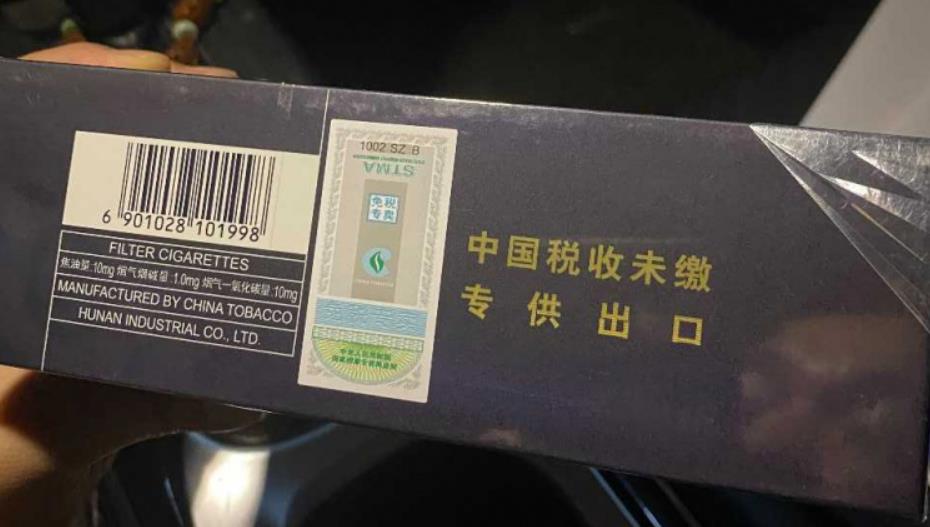 6 901028 101998
FILTER CIGARETTES
焦油量:10mg 烟气烟碱量:1.0mg 烟气一氧化碳量:10mg
MANUFACTURED BY CHINA TOBACCO
HUNAN INDUSTRIAL CO., LTD.
1002 SZ B
STMA
免税
专卖
CHINA TOBACCO
中国税收未缴
专供出口